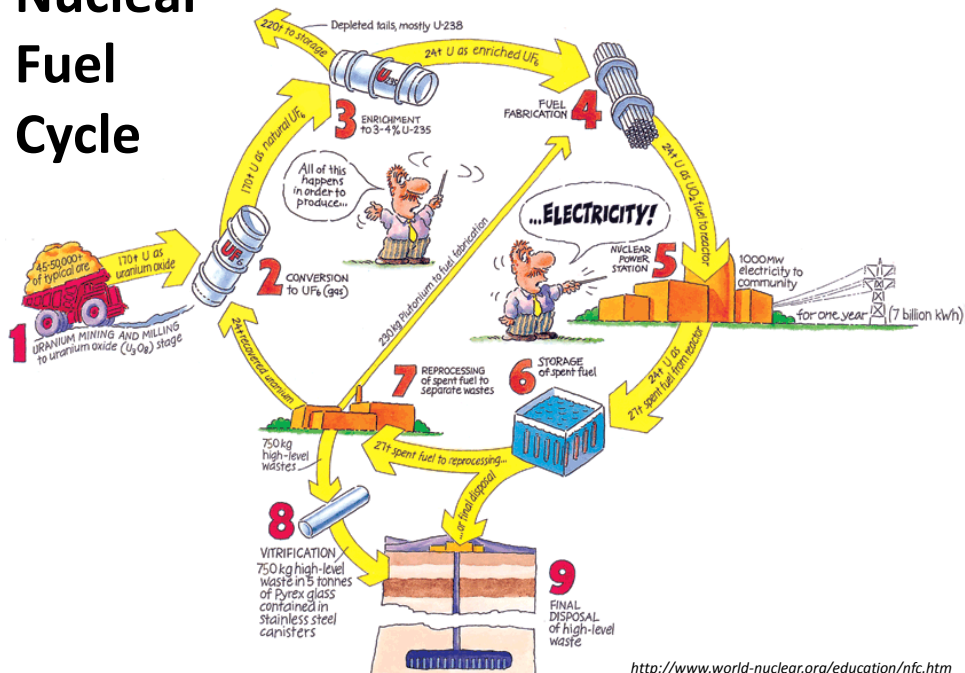 Nuclear
Fuel
Cycle
220t to storage
Depleted tails, mostly U-238
24t U as enriched UF₆
U235
3
ENRICHMENT
to 3-4% U-235
FUEL
FABRICATION
4
170t U as natural UF₆
All of this
happens
in order to
produce...
24t U as UO₂ fuel to reactor
...ELECTRICITY!
230 kg Plutonium to fuel fabrication
45-50,000t
of typical ore
170t U as
uranium oxide
UF₆
2
CONVERSION
to UF₆ (gas)
NUCLEAR
POWER
STATION
5
1000MW
electricity to
community
for one year
(7 billion kWh)
1
URANIUM MINING AND MILLING
to uranium oxide (U₃O₈) stage
24t recovered uranium
7
REPROCESSING
of spent fuel to
separate wastes
6
STORAGE
of spent fuel
24t U as
27t spent fuel from reactor
750 kg
high-level
wastes
27t spent fuel to reprocessing...
...or final disposal
8
VITRIFICATION
750 kg high-level
waste in 5 tonnes
of Pyrex glass
contained in
stainless steel
canisters
9
FINAL
DISPOSAL
of high-level
waste
http://www.world-nuclear.org/education/nfc.htm